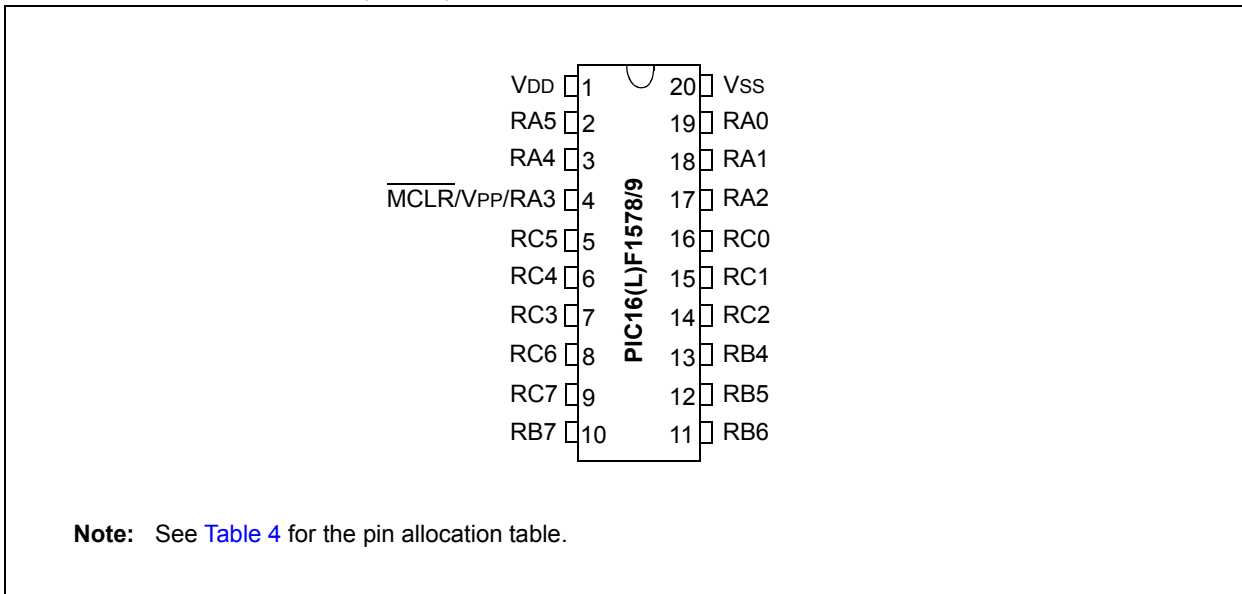 VDD 1 20 VSS
RA5 2 19 RA0
RA4 3 18 RA1
MCLR/VPP/RA3 4 17 RA2
RC5 5 16 RC0
RC4 6 15 RC1
RC3 7 14 RC2
RC6 8 13 RB4
RC7 9 12 RB5
RB7 10 11 RB6
PIC16(L)F1578/9
Note: See Table 4 for the pin allocation table.